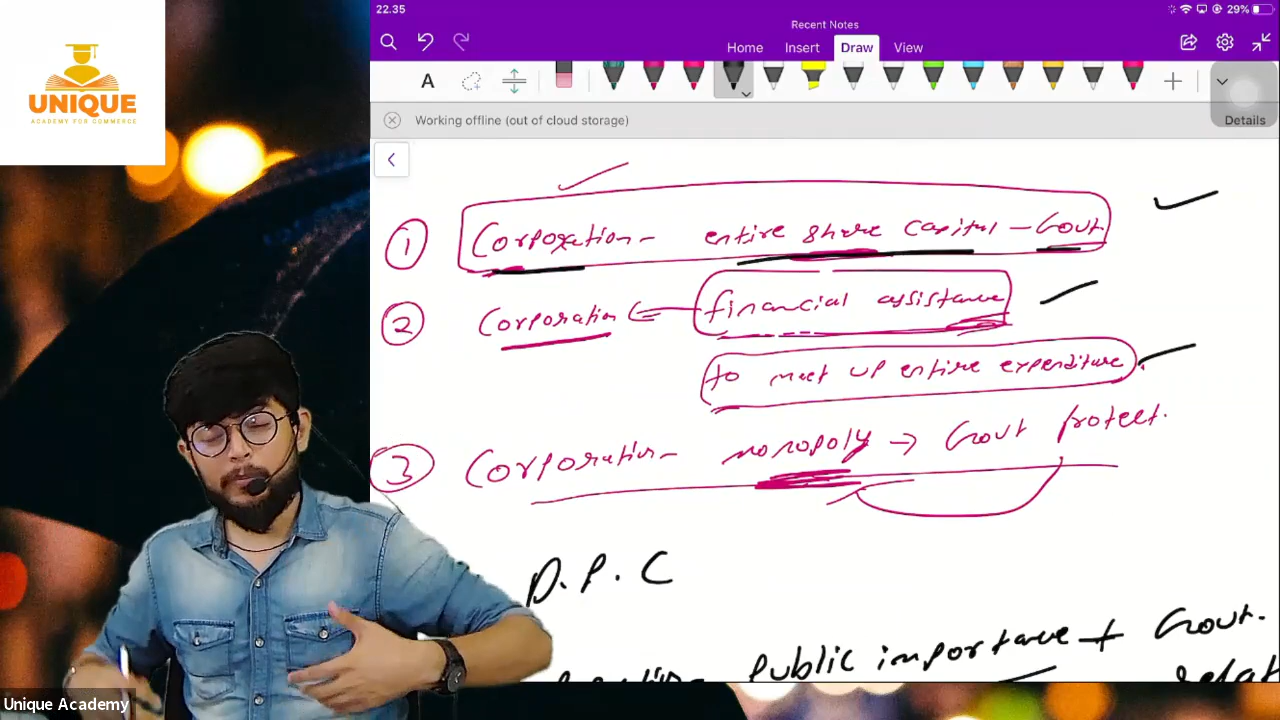 22.35
29%
Recent Notes
Home Insert Draw View
A
Working offline (out of cloud storage)
Details
UNIQUE
ACADEMY FOR COMMERCE
1 Corporation - entire share capital - Govt.
2 Corporation financial assistance
to meet up entire expenditure
3 Corporation - monopoly → Govt protect.
D.P.C
public importance + Govt.
Unique Academy